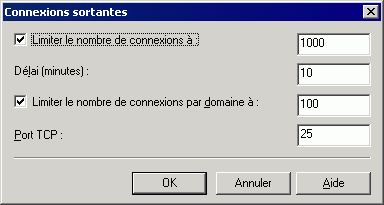 Connexions sortantes
Limiter le nombre de connexions à : 1000
Délai (minutes) : 10
Limiter le nombre de connexions par domaine à : 100
Port TCP : 25
OK Annuler Aide